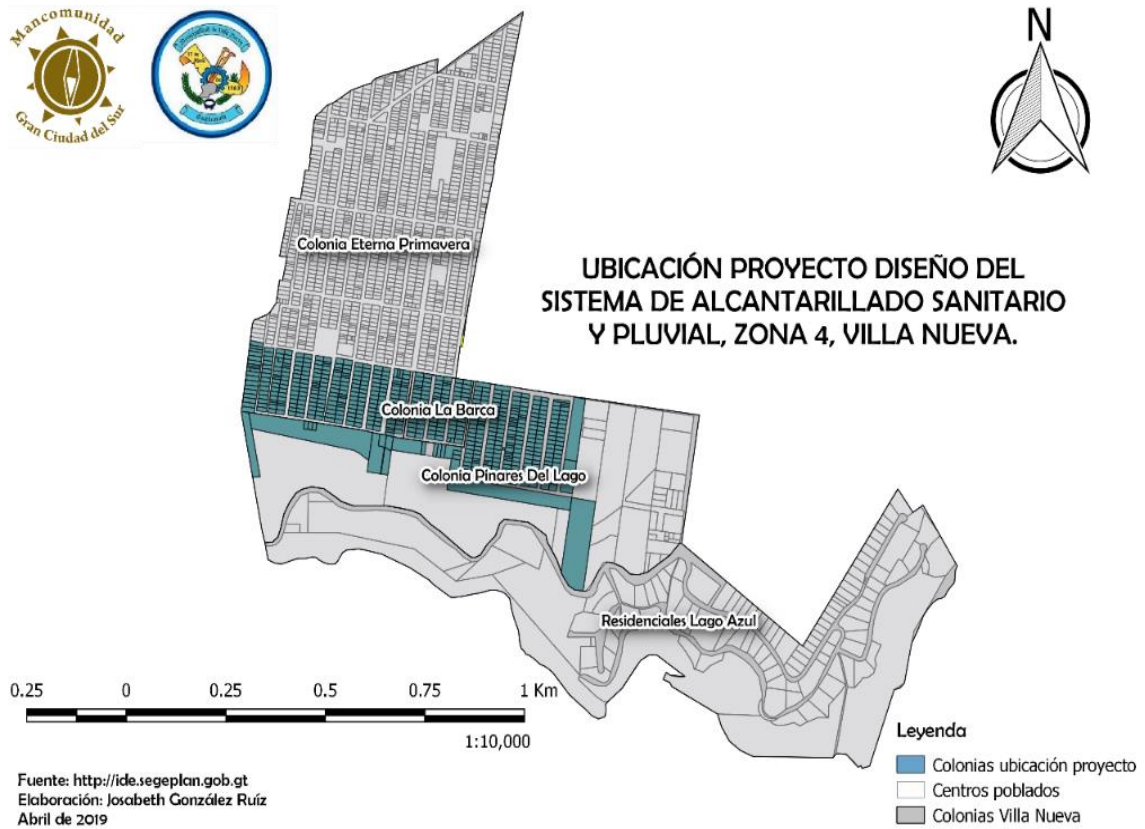 Mancomunidad
Gran Ciudad del Sur
N
Colonia Eterna Primavera
UBICACIÓN PROYECTO DISEÑO DEL
SISTEMA DE ALCANTARILLADO SANITARIO
Y PLUVIAL, ZONA 4, VILLA NUEVA.
Colonia La Barca
Colonia Pinares Del Lago
Residenciales Lago Azul
0.25 0 0.25 0.5 0.75 1 Km
1:10,000
Leyenda
Colonias ubicación proyecto
Centros poblados
Colonias Villa Nueva
Fuente: http://ide.segeplan.gob.gt
Elaboración: Josabeth González Ruíz
Abril de 2019